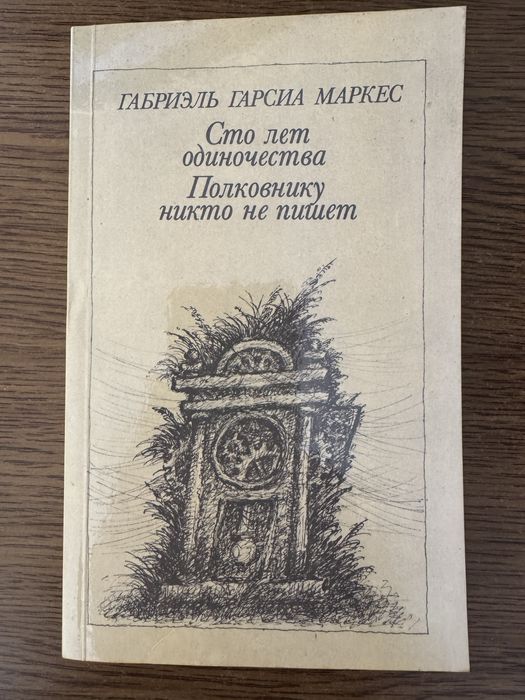 ГАБРИЭЛЬ ГАРСИА МАРКЕС
Сто лет
одиночества
Полковнику
никто не пишет